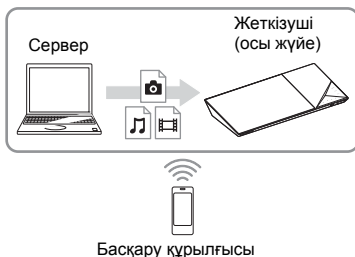 Сервер
Жеткізуші
(осы жүйе)
Басқару құрылғысы